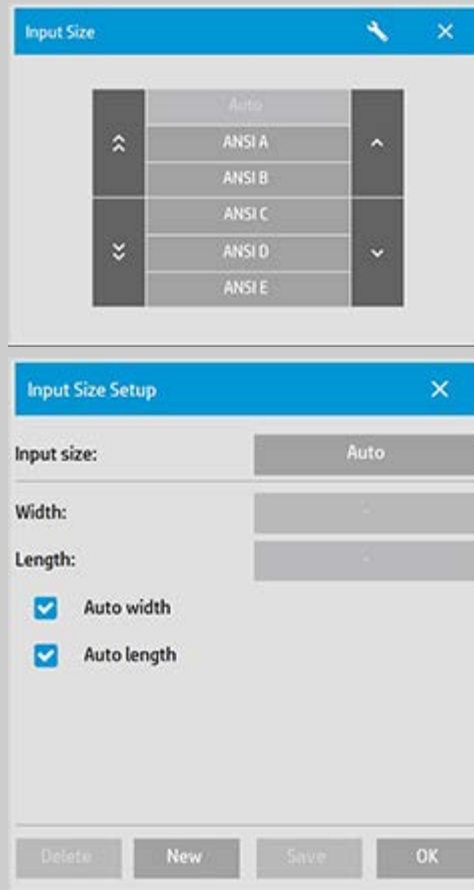 Input Size
Auto
ANSI A
ANSI B
ANSI C
ANSI D
ANSI E
Input Size Setup
Input size: Auto
Width: -
Length: -
Auto width
Auto length
Delete New Save OK